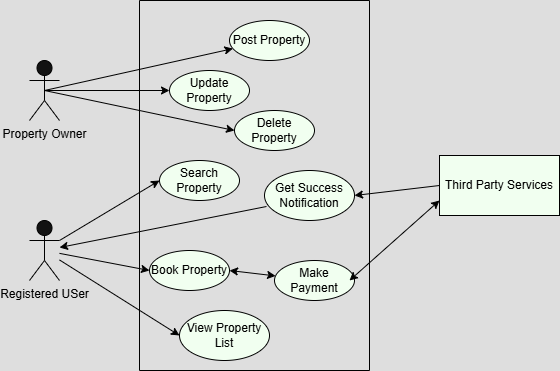 Post Property
Update
Property
Property Owner
Delete
Property
Search
Property
Get Success
Notification
Third Party Services
Registered USer
Book Property
Make
Payment
View Property
List